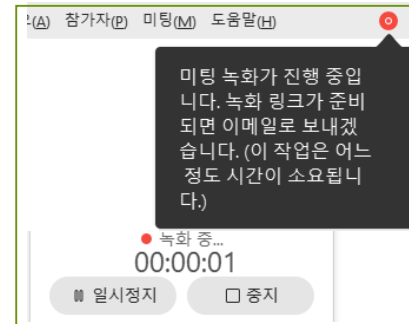 (A) 참가자(P) 미팅(M) 도움말(H)
미팅 녹화가 진행 중입
니다. 녹화 링크가 준비
되면 이메일로 보내겠
습니다. (이 작업은 어느
정도 시간이 소요됩니
다.)
녹화 중...
00:00:01
일시정지 중지